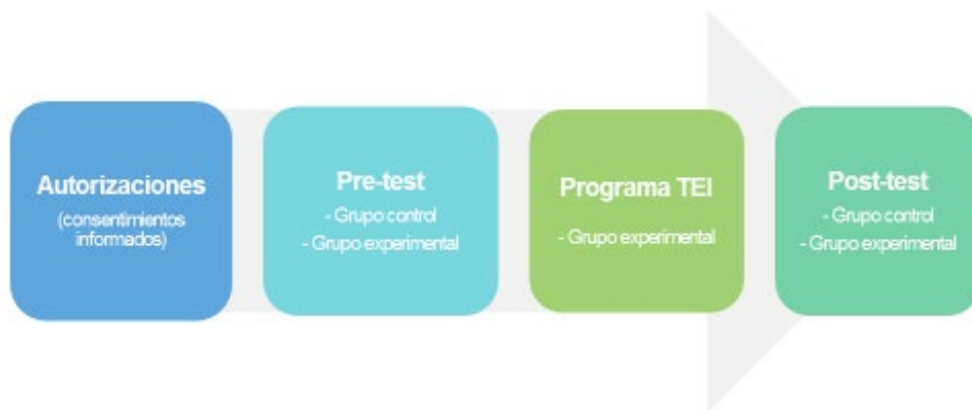 Autorizaciones
(consentimientos
informados)
Pre-test
- Grupo control
- Grupo experimental
Programa TEI
- Grupo experimental
Post-test
- Grupo control
- Grupo experimental